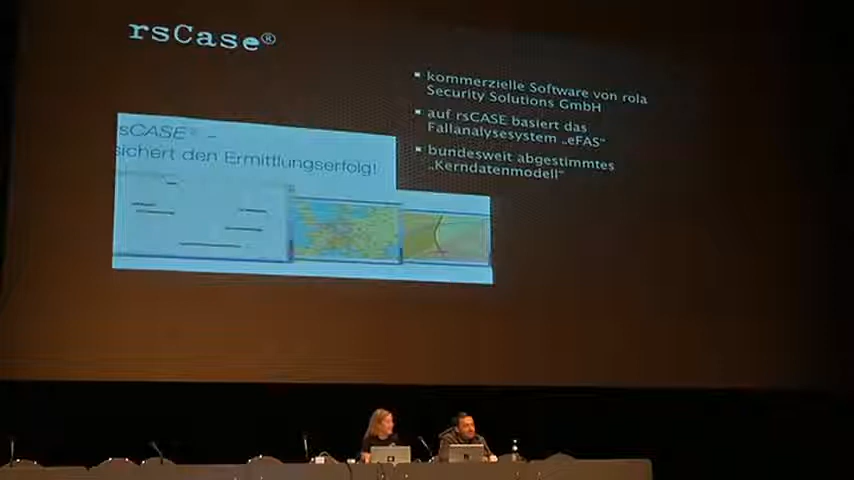 rsCase®
▪ kommerzielle Software von rola
Security Solutions GmbH
▪ auf rsCASE basiert das
Fallanalysesystem „eFAS“
▪ bundesweit abgestimmtes
„Kerndatenmodell“
sCASE® –
sichert den Ermittlungserfolg!